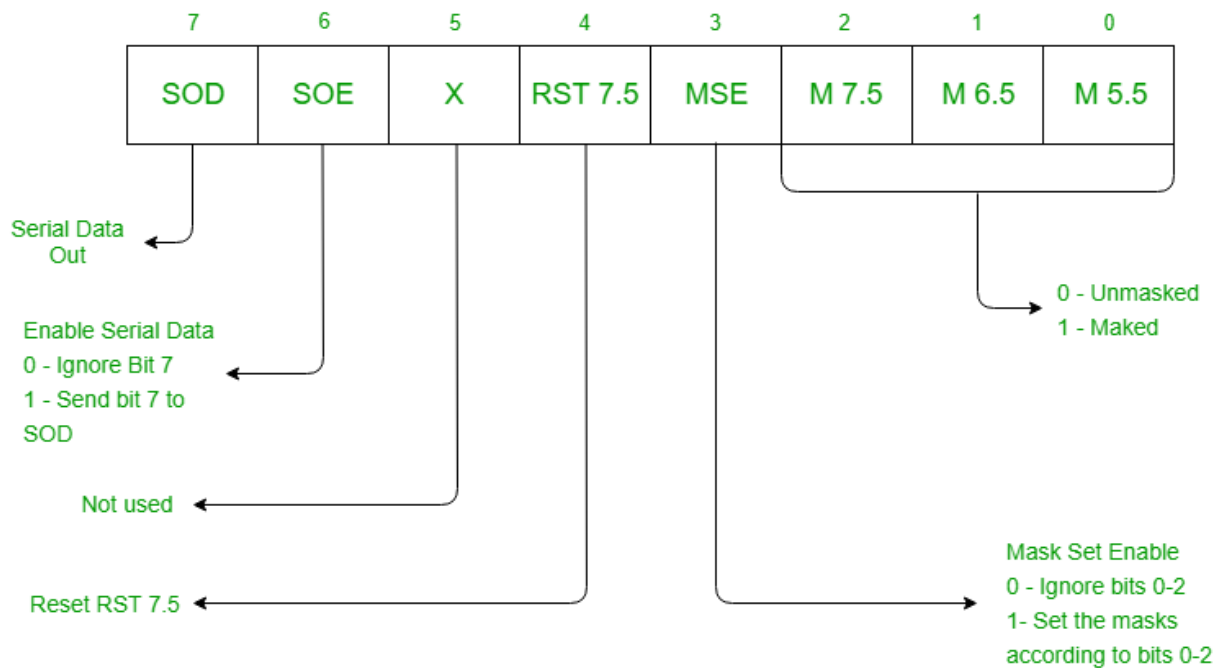 7 6 5 4 3 2 1 0
SOD SOE X RST 7.5 MSE M 7.5 M 6.5 M 5.5
Serial Data
Out
0 - Unmasked
1 - Maked
Enable Serial Data
0 - Ignore Bit 7
1 - Send bit 7 to
SOD
Not used
Reset RST 7.5
Mask Set Enable
0 - Ignore bits 0-2
1- Set the masks
according to bits 0-2